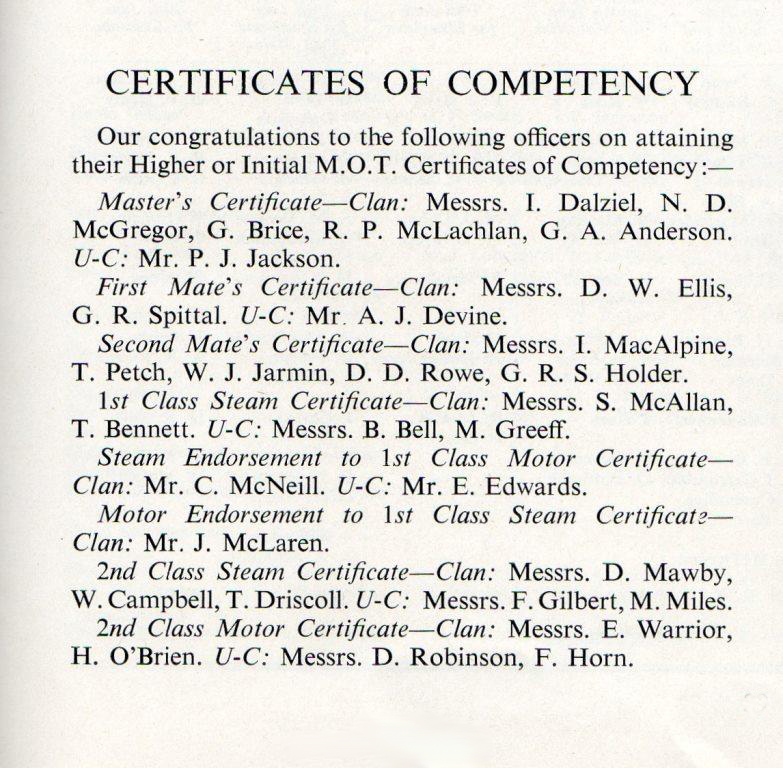 CERTIFICATES OF COMPETENCY
Our congratulations to the following officers on attaining
their Higher or Initial M.O.T. Certificates of Competency:—
Master's Certificate—Clan: Messrs. I. Dalziel, N. D.
McGregor, G. Brice, R. P. McLachlan, G. A. Anderson.
U-C: Mr. P. J. Jackson.
First Mate's Certificate—Clan: Messrs. D. W. Ellis,
G. R. Spittal. U-C: Mr. A. J. Devine.
Second Mate's Certificate—Clan: Messrs. I. MacAlpine,
T. Petch, W. J. Jarmin, D. D. Rowe, G. R. S. Holder.
1st Class Steam Certificate—Clan: Messrs. S. McAllan,
T. Bennett. U-C: Messrs. B. Bell, M. Greeff.
Steam Endorsement to 1st Class Motor Certificate—
Clan: Mr. C. McNeill. U-C: Mr. E. Edwards.
Motor Endorsement to 1st Class Steam Certificate—
Clan: Mr. J. McLaren.
2nd Class Steam Certificate—Clan: Messrs. D. Mawby,
W. Campbell, T. Driscoll. U-C: Messrs. F. Gilbert, M. Miles.
2nd Class Motor Certificate—Clan: Messrs. E. Warrior,
H. O'Brien. U-C: Messrs. D. Robinson, F. Horn.